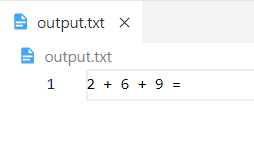 output.txt
output.txt
1 2 + 6 + 9 =